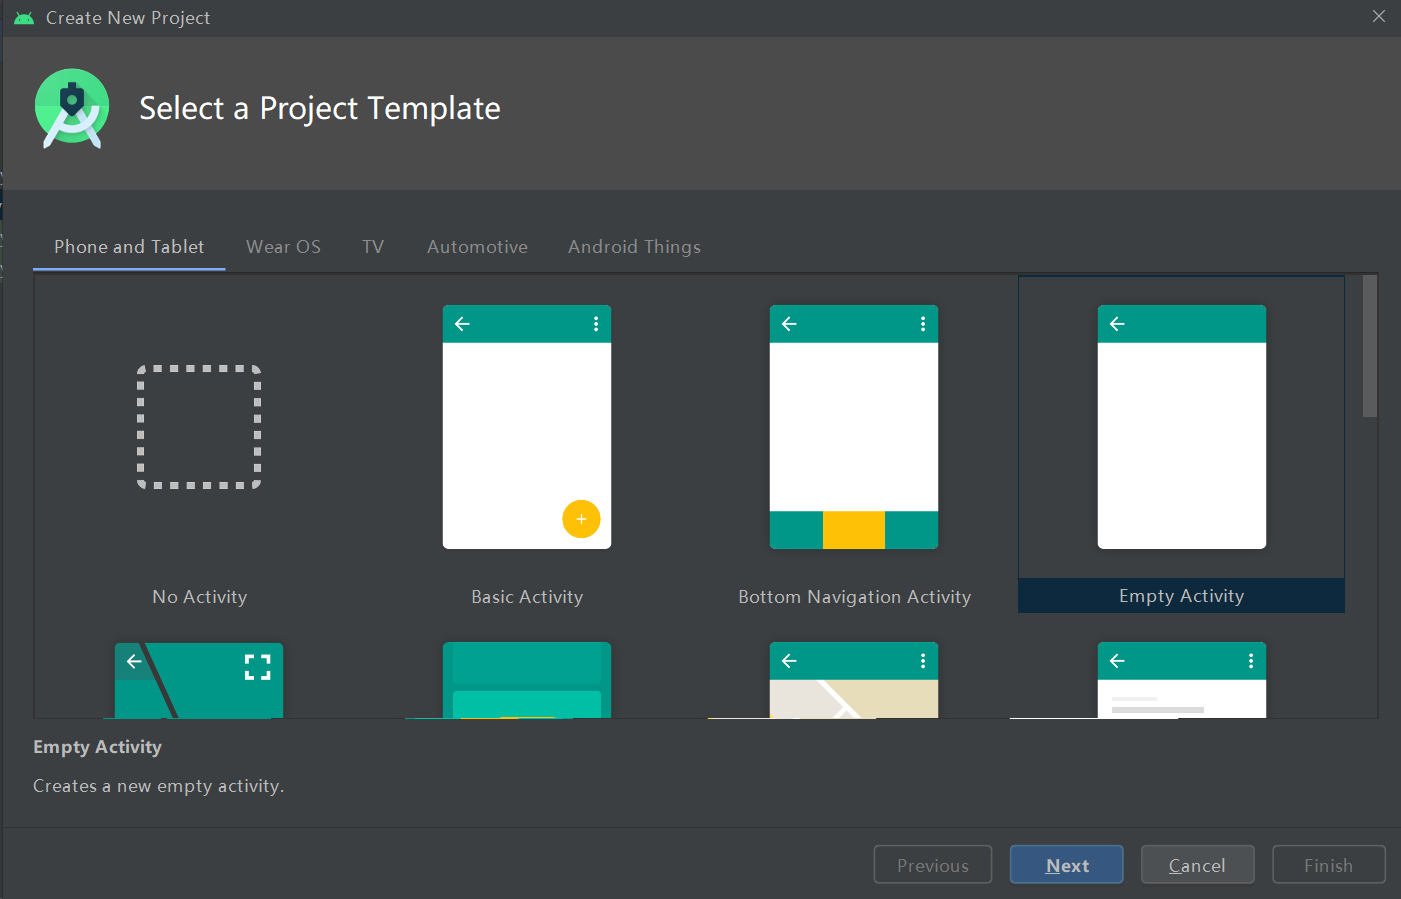 Create New Project
Select a Project Template
Phone and Tablet Wear OS TV Automotive Android Things
No Activity Basic Activity Bottom Navigation Activity Empty Activity
Empty Activity
Creates a new empty activity.
Previous Next Cancel Finish